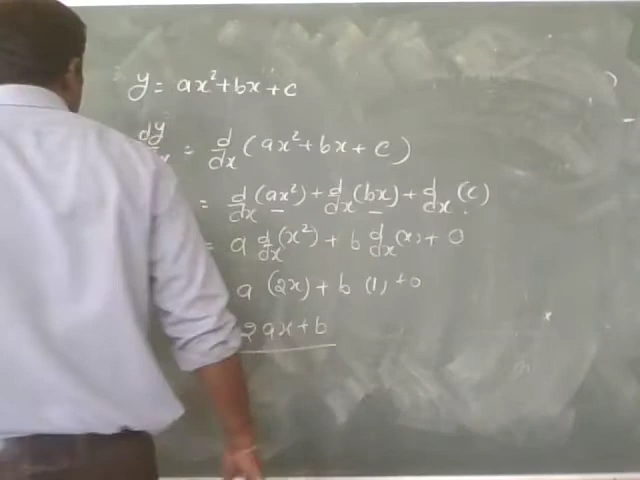 y = ax²+bx+c
dy = d/dx (ax²+bx+c)
= d/dx (ax²) + d/dx (bx) + d/dx (c)
= a d/dx (x²) + b d/dx (x) + 0
a (2x) + b (1) +0
2ax+b